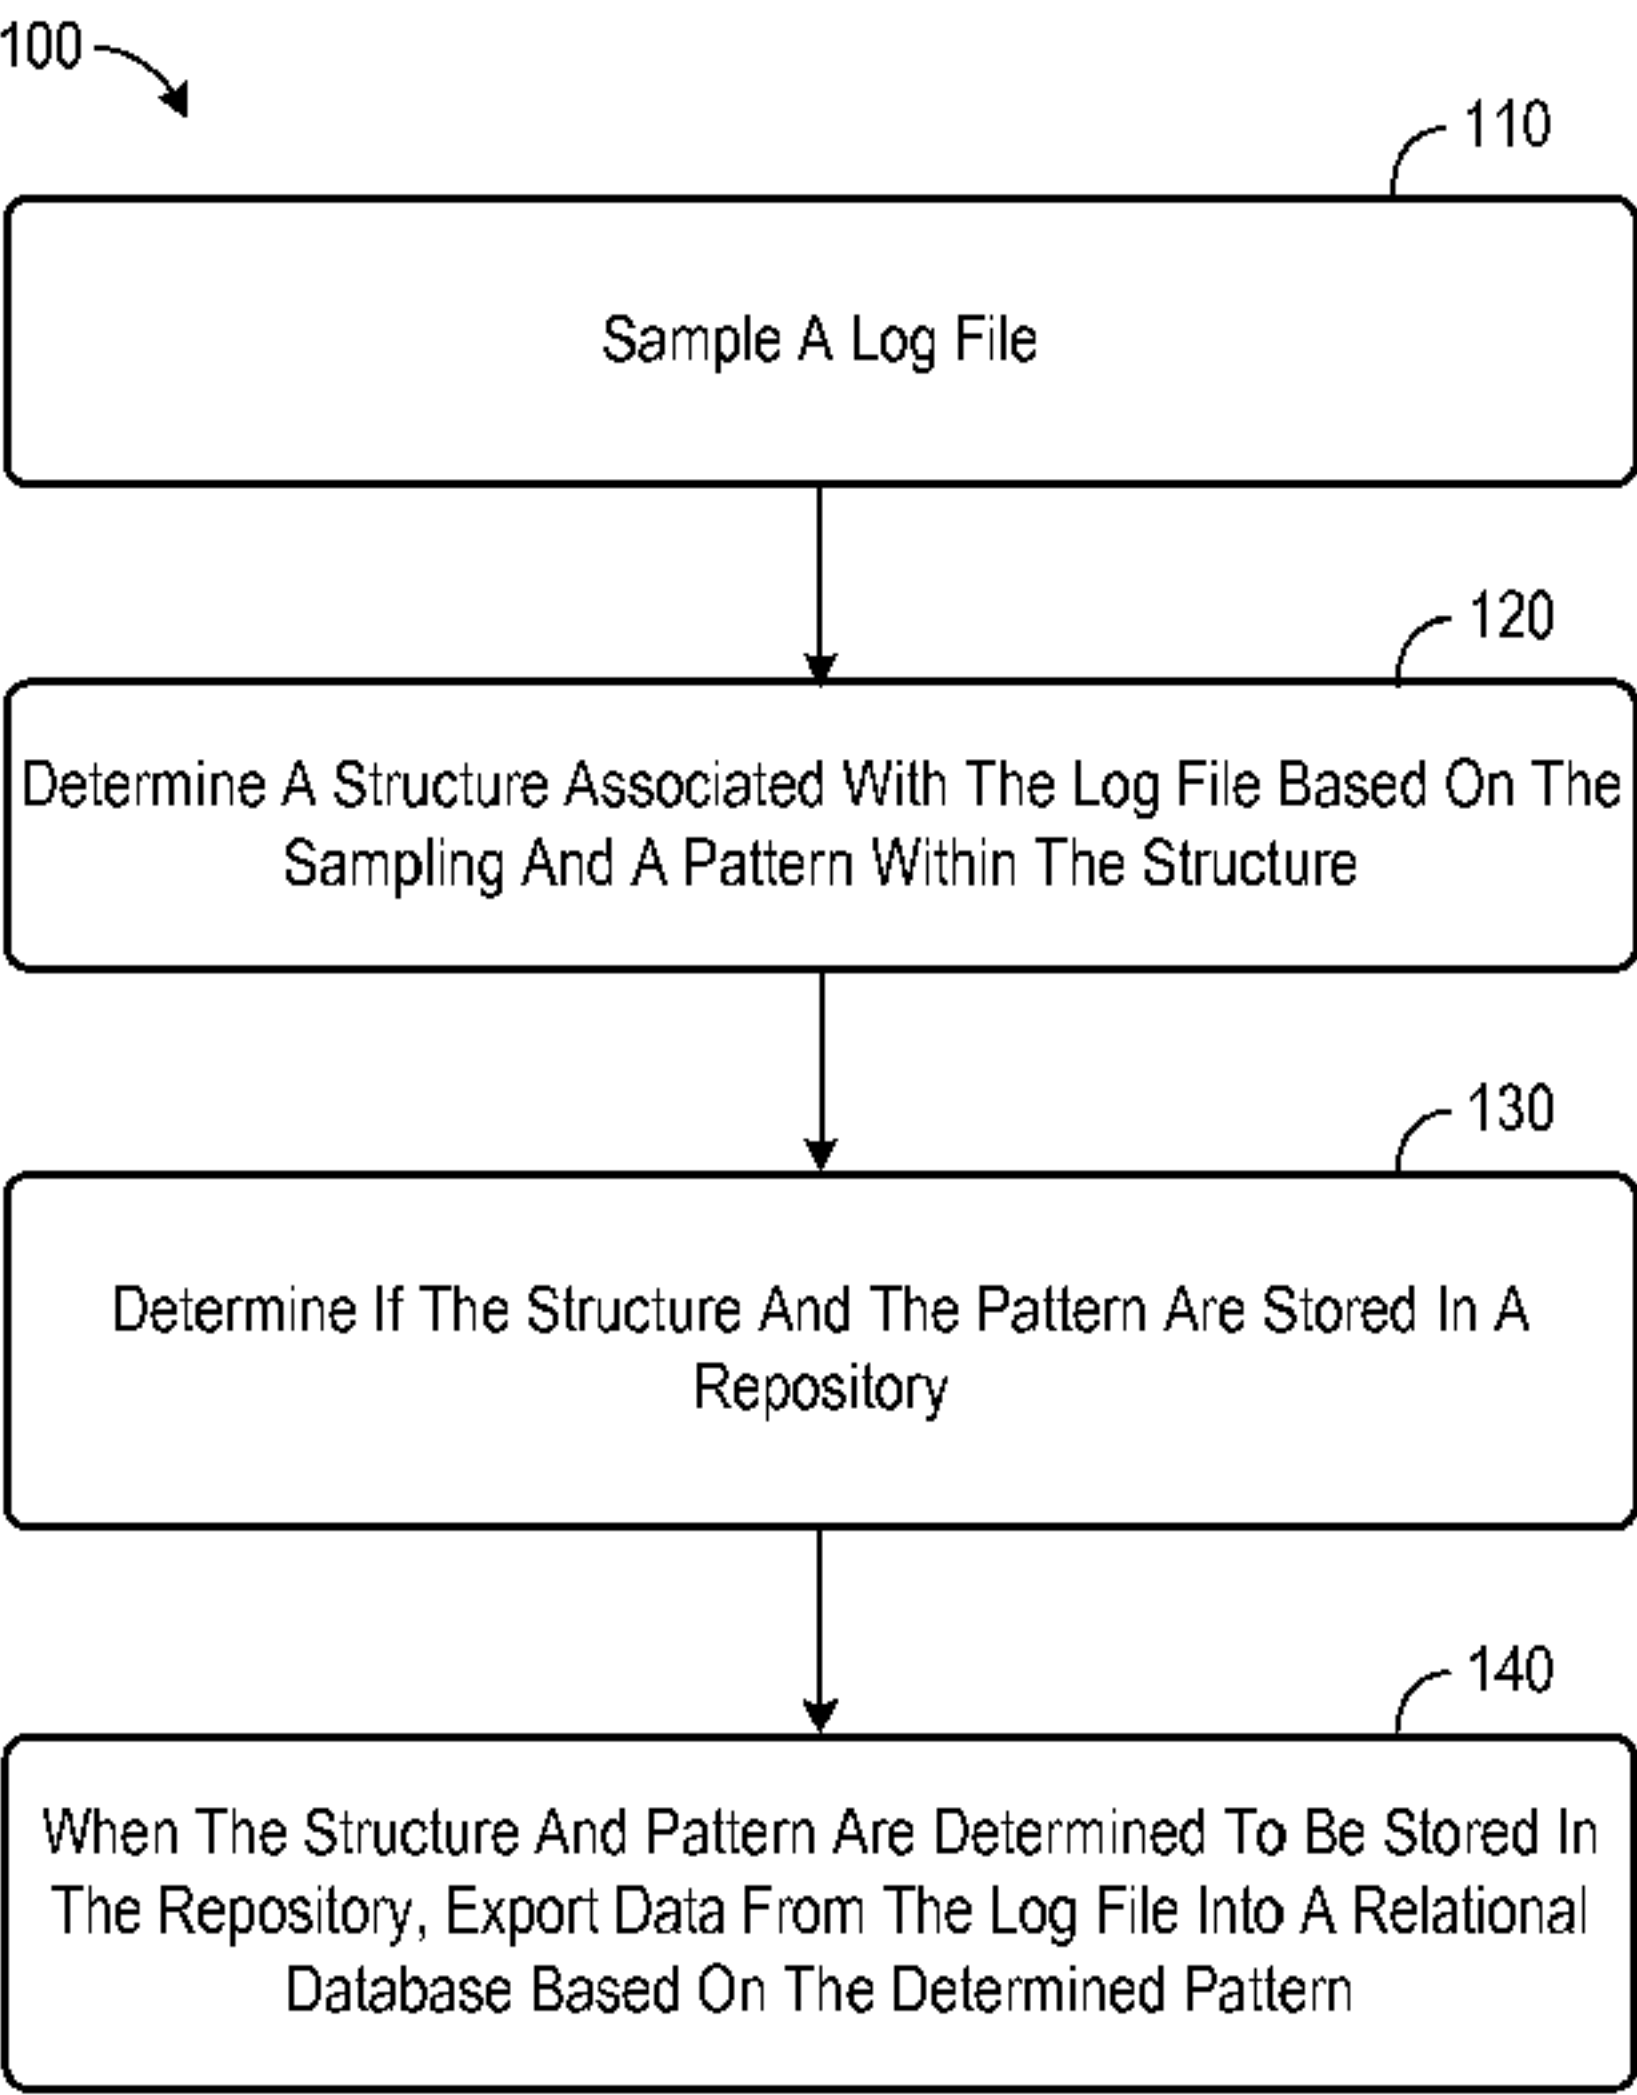 100
110
Sample A Log File
120
Determine A Structure Associated With The Log File Based On The
Sampling And A Pattern Within The Structure
130
Determine If The Structure And The Pattern Are Stored In A
Repository
140
When The Structure And Pattern Are Determined To Be Stored In
The Repository, Export Data From The Log File Into A Relational
Database Based On The Determined Pattern